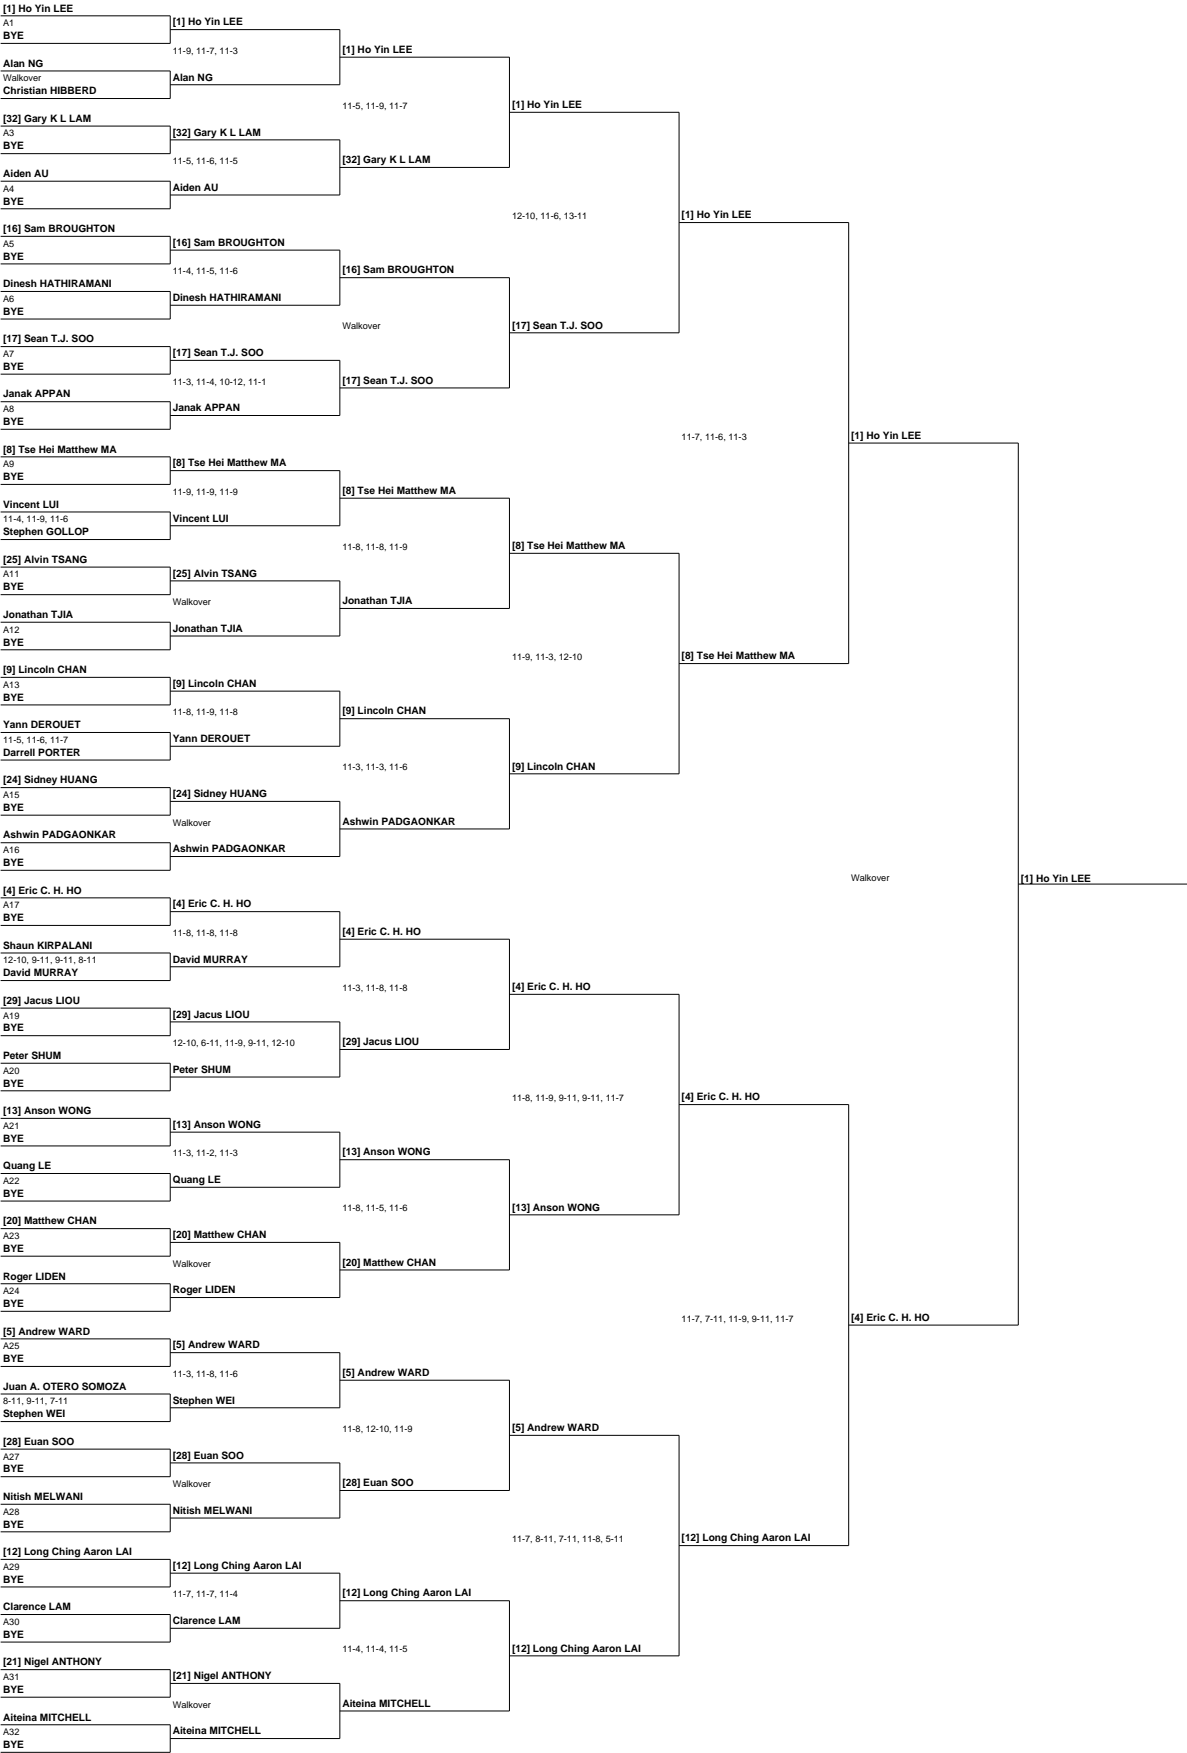 [1] Ho Yin LEE
A1
BYE
Alan NG
Walkover
Christian HIBBERD
[32] Gary K L LAM
A3
BYE
Aiden AU
A4
BYE
[16] Sam BROUGHTON
A5
BYE
Dinesh HATHIRAMANI
A6
BYE
[17] Sean T.J. SOO
A7
BYE
Janak APPAN
A8
BYE
[8] Tse Hei Matthew MA
A9
BYE
Vincent LUI
11-4, 11-9, 11-6
Stephen GOLLOP
[25] Alvin TSANG
A11
BYE
Jonathan TJIA
A12
BYE
[9] Lincoln CHAN
A13
BYE
Yann DEROUET
11-5, 11-6, 11-7
Darrell PORTER
[24] Sidney HUANG
A15
BYE
Ashwin PADGAONKAR
A16
BYE
[4] Eric C. H. HO
A17
BYE
Shaun KIRPALANI
12-10, 9-11, 9-11, 8-11
David MURRAY
[29] Jacus LIOU
A19
BYE
Peter SHUM
A20
BYE
[13] Anson WONG
A21
BYE
Quang LE
A22
BYE
[20] Matthew CHAN
A23
BYE
Roger LIDEN
A24
BYE
[5] Andrew WARD
A25
BYE
Juan A. OTERO SOMOZA
8-11, 9-11, 7-11
Stephen WEI
[28] Euan SOO
A27
BYE
Nitish MELWANI
A28
BYE
[12] Long Ching Aaron LAI
A29
BYE
Clarence LAM
A30
BYE
[21] Nigel ANTHONY
A31
BYE
Aiteina MITCHELL
A32
BYE
[1] Ho Yin LEE
11-9, 11-7, 11-3
Alan NG
[32] Gary K L LAM
11-5, 11-6, 11-5
Aiden AU
[16] Sam BROUGHTON
11-4, 11-5, 11-6
Dinesh HATHIRAMANI
[17] Sean T.J. SOO
11-3, 11-4, 10-12, 11-1
Janak APPAN
[8] Tse Hei Matthew MA
11-9, 11-9, 11-9
Vincent LUI
[25] Alvin TSANG
Walkover
Jonathan TJIA
[9] Lincoln CHAN
11-8, 11-9, 11-8
Yann DEROUET
[24] Sidney HUANG
Walkover
Ashwin PADGAONKAR
[4] Eric C. H. HO
11-8, 11-8, 11-8
David MURRAY
[29] Jacus LIOU
12-10, 6-11, 11-9, 9-11, 12-10
Peter SHUM
[13] Anson WONG
11-3, 11-2, 11-3
Quang LE
[20] Matthew CHAN
Walkover
Roger LIDEN
[5] Andrew WARD
11-3, 11-8, 11-6
Stephen WEI
[28] Euan SOO
Walkover
Nitish MELWANI
[12] Long Ching Aaron LAI
11-7, 11-7, 11-4
Clarence LAM
[21] Nigel ANTHONY
Walkover
Aiteina MITCHELL
[1] Ho Yin LEE
11-5, 11-9, 11-7
[32] Gary K L LAM
[16] Sam BROUGHTON
Walkover
[17] Sean T.J. SOO
[8] Tse Hei Matthew MA
11-8, 11-8, 11-9
Jonathan TJIA
[9] Lincoln CHAN
11-3, 11-3, 11-6
Ashwin PADGAONKAR
[4] Eric C. H. HO
11-3, 11-8, 11-8
[29] Jacus LIOU
[13] Anson WONG
11-8, 11-5, 11-6
[20] Matthew CHAN
[5] Andrew WARD
11-8, 12-10, 11-9
[28] Euan SOO
[12] Long Ching Aaron LAI
11-4, 11-4, 11-5
Aiteina MITCHELL
[1] Ho Yin LEE
12-10, 11-6, 13-11
[17] Sean T.J. SOO
[8] Tse Hei Matthew MA
11-9, 11-3, 12-10
[9] Lincoln CHAN
[4] Eric C. H. HO
11-8, 11-9, 9-11, 9-11, 11-7
[13] Anson WONG
[5] Andrew WARD
11-7, 8-11, 7-11, 11-8, 5-11
[12] Long Ching Aaron LAI
[1] Ho Yin LEE
11-7, 11-6, 11-3
[8] Tse Hei Matthew MA
[4] Eric C. H. HO
11-7, 7-11, 11-9, 9-11, 11-7
[12] Long Ching Aaron LAI
[1] Ho Yin LEE
Walkover
[4] Eric C. H. HO
[1] Ho Yin LEE